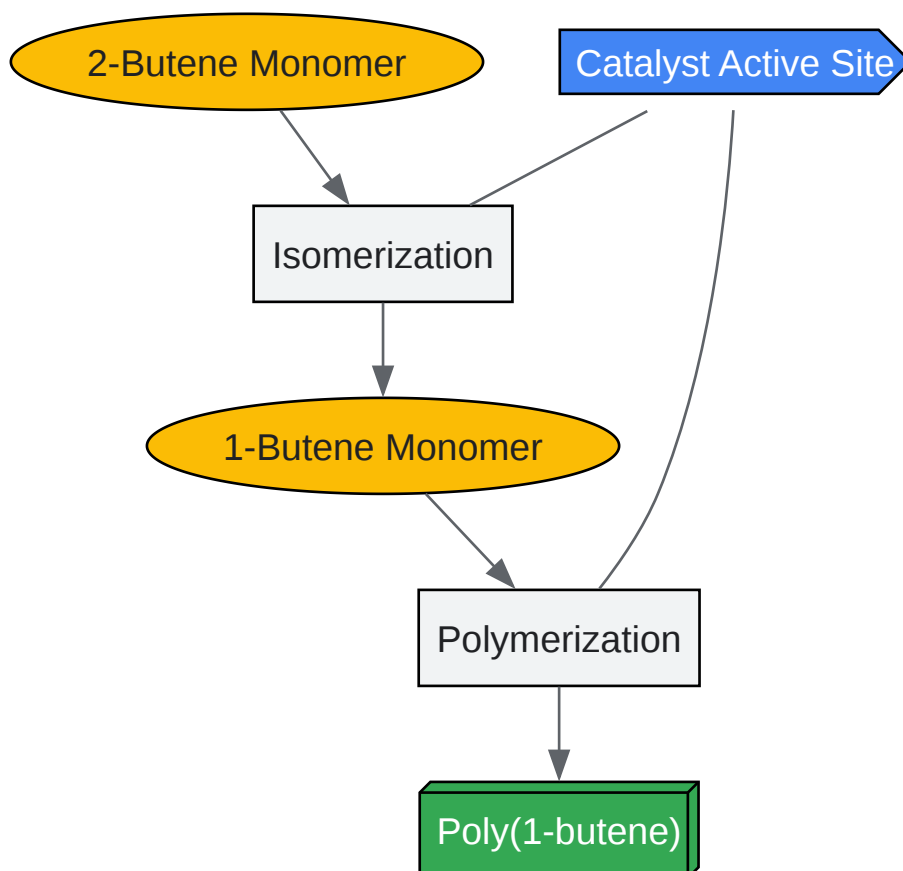 2-Butene Monomer
Catalyst Active Site
Isomerization
1-Butene Monomer
Polymerization
Poly(1-butene)